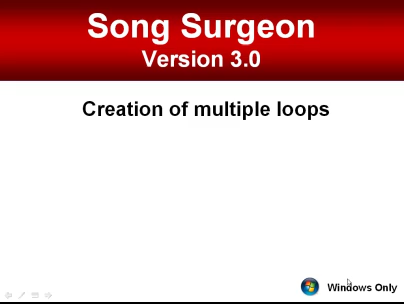 Song Surgeon
Version 3.0
Creation of multiple loops
Windows Only